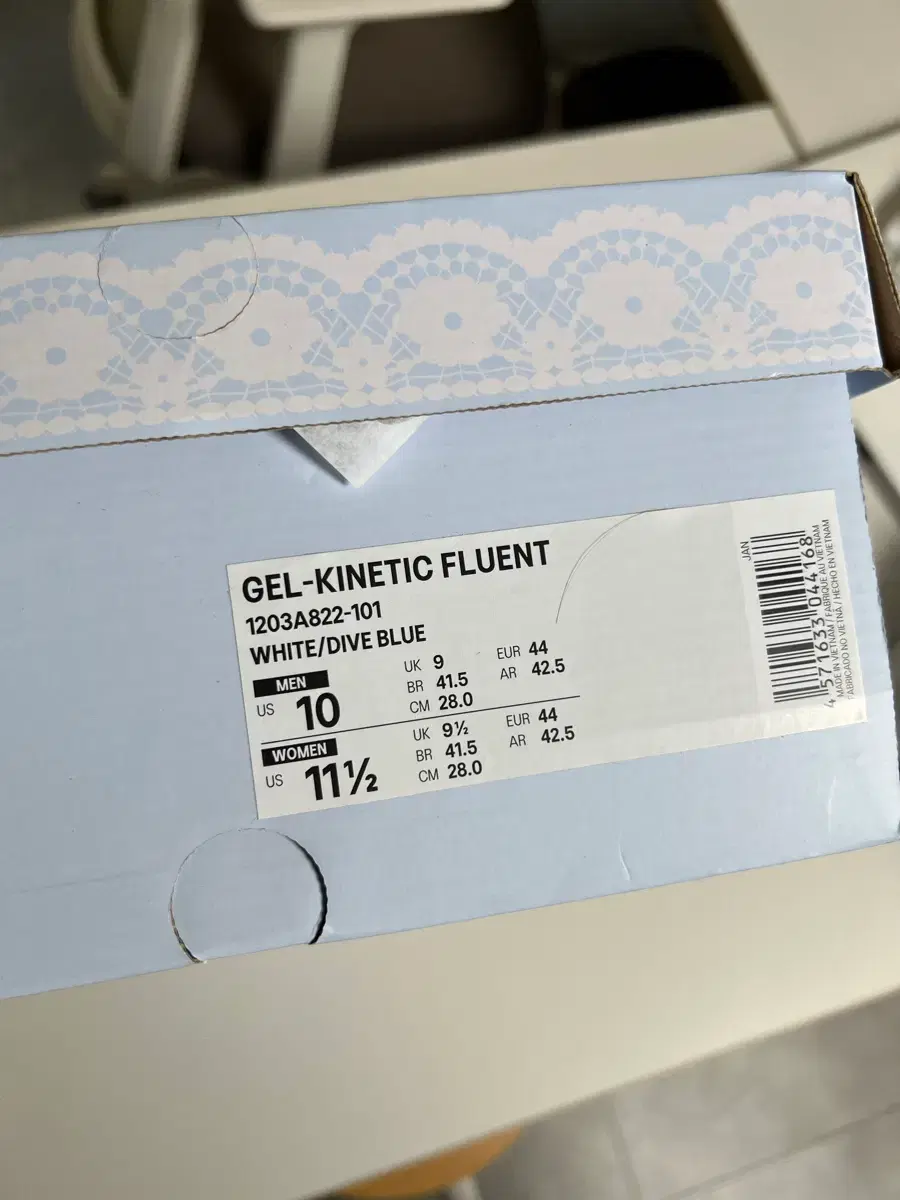 GEL-KINETIC FLUENT
1203A822-101
WHITE/DIVE BLUE
MEN
US 10
UK 9 EUR 44
BR 41.5 AR 42.5
CM 28.0
WOMEN
US 11½
UK 9½ EUR 44
BR 41.5 AR 42.5
CM 28.0
JAN
4 571633 044168
MADE IN VIETNAM / FABRIQUE AU VIETNAM
FABRICADO NO VIETNÃ / HECHO EN VIETNAM